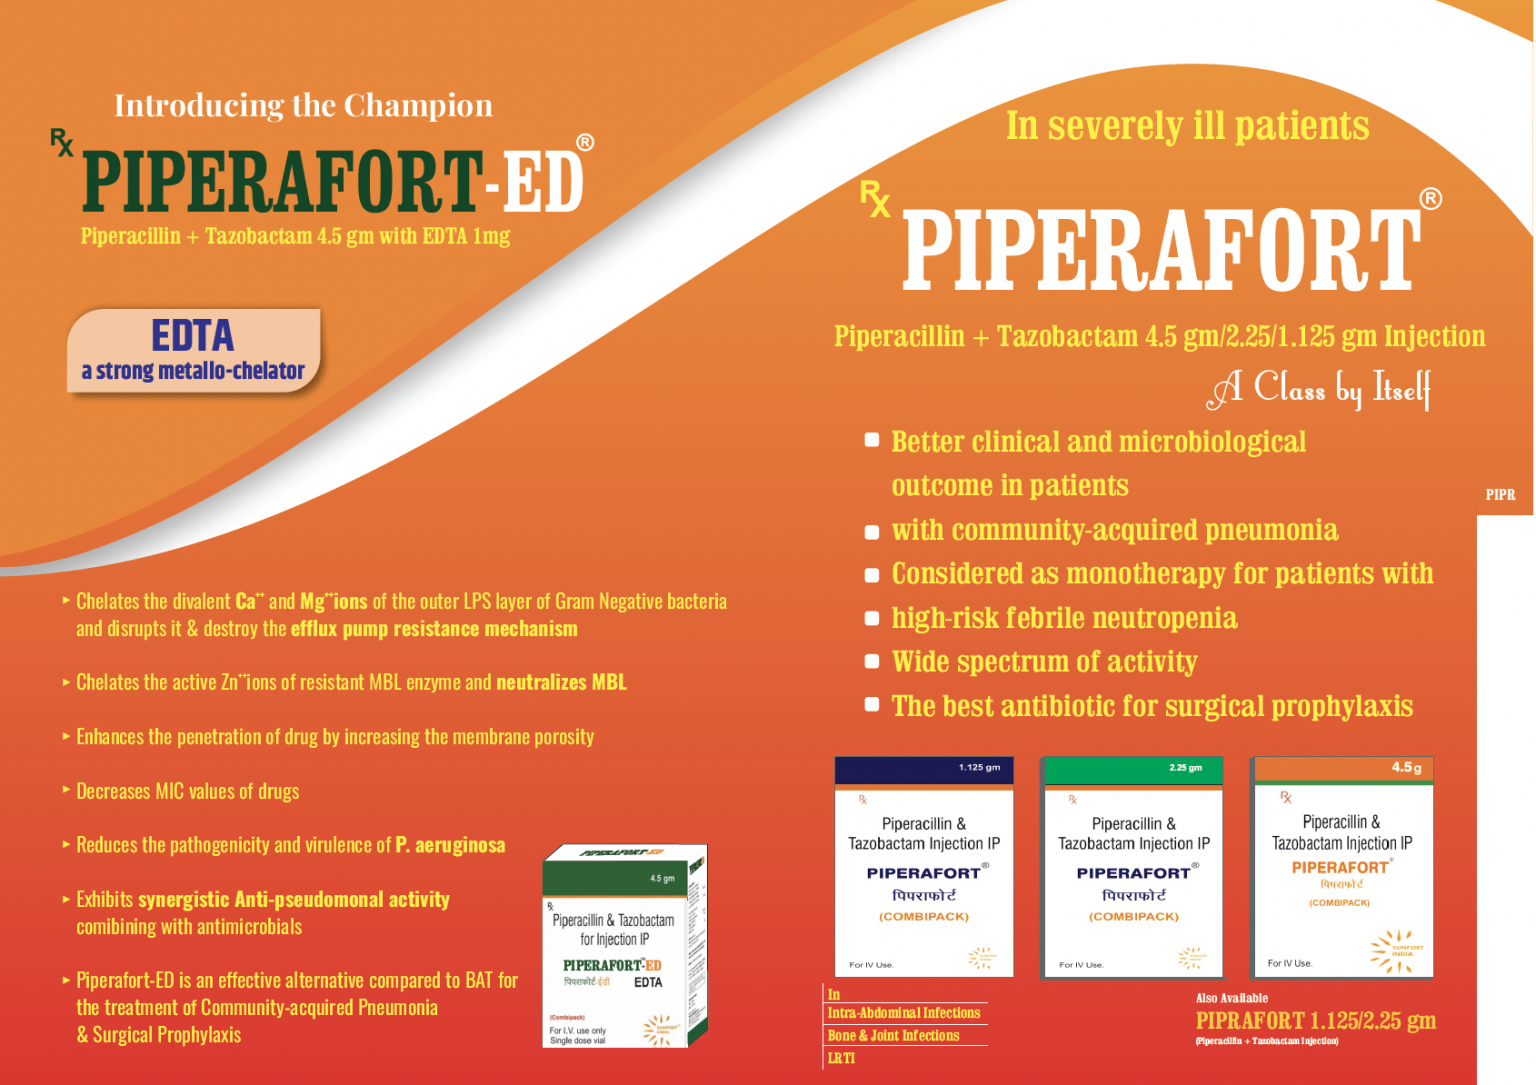 Introducing the Champion
Rx PIPERAFORT-ED®
Piperacillin + Tazobactam 4.5 gm with EDTA 1mg
EDTA
a strong metallo-chelator
‣ Chelates the divalent Ca⁺⁺ and Mg⁺⁺ions of the outer LPS layer of Gram Negative bacteria
and disrupts it & destroy the efflux pump resistance mechanism
‣ Chelates the active Zn⁺⁺ions of resistant MBL enzyme and neutralizes MBL
‣ Enhances the penetration of drug by increasing the membrane porosity
‣ Decreases MIC values of drugs
‣ Reduces the pathogenicity and virulence of P. aeruginosa
‣ Exhibits synergistic Anti-pseudomonal activity
comibining with antimicrobials
‣ Piperafort-ED is an effective alternative compared to BAT for
the treatment of Community-acquired Pneumonia
& Surgical Prophylaxis
PIPERAFORT-ED
4.5 gm
Rx
Piperacillin & Tazobactam
for Injection IP
PIPERAFORT-ED
पिपराफोर्ट-ईडी EDTA
(Combipack)
For I.V. use only
Single dose vial
SUNFORT
INDIA
In severely ill patients
Rx PIPERAFORT®
Piperacillin + Tazobactam 4.5 gm/2.25/1.125 gm Injection
A Class by Itself
Better clinical and microbiological
outcome in patients
with community-acquired pneumonia
Considered as monotherapy for patients with
high-risk febrile neutropenia
Wide spectrum of activity
The best antibiotic for surgical prophylaxis
PIPR
1.125 gm
Rx
Piperacillin &
Tazobactam Injection IP
PIPERAFORT®
पिपराफोर्ट
(COMBIPACK)
For IV Use.
2.25 gm
Rx
Piperacillin &
Tazobactam Injection IP
PIPERAFORT®
पिपराफोर्ट
(COMBIPACK)
For IV Use.
4.5g
Rx
Piperacillin &
Tazobactam Injection IP
PIPERAFORT®
पिपराफोर्ट
(COMBIPACK)
SUNFORT
INDIA
For IV Use.
In
Intra-Abdominal Infections
Bone & Joint Infections
LRTI
Also Available
PIPRAFORT 1.125/2.25 gm
(Piperacillin + Tazobactam Injection)